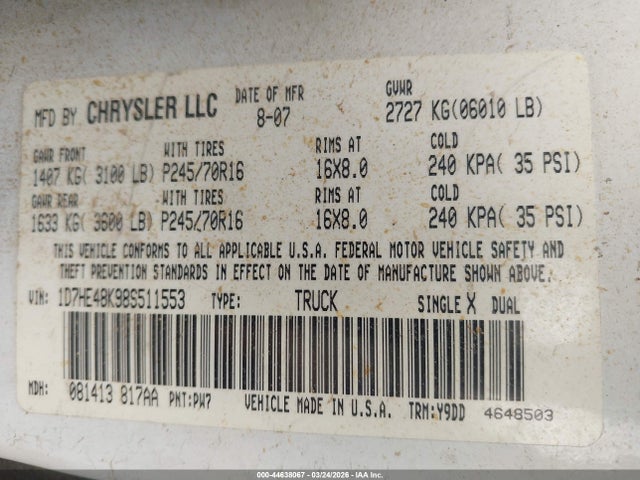 MFD BY CHRYSLER LLC DATE OF MFR 8-07 GVWR 2727 KG(06010 LB)
GAWR FRONT WITH TIRES RIMS AT COLD
1407 KG( 3100 LB) P245/70R16 16X8.0 240 KPA( 35 PSI)
GAWR REAR WITH TIRES RIMS AT COLD
1633 KG( 3600 LB) P245/70R16 16X8.0 240 KPA( 35 PSI)
THIS VEHICLE CONFORMS TO ALL APPLICABLE U.S.A. FEDERAL MOTOR VEHICLE SAFETY AND
THEFT PREVENTION STANDARDS IN EFFECT ON THE DATE OF MANUFACTURE SHOWN ABOVE.
VIN: 1D7HE48K98S511553 TYPE: TRUCK SINGLE X DUAL
MDH: 081413 817AA PNT:PW7 VEHICLE MADE IN U.S.A. TRM:Y9DD 4648503
000-44638067 - 03/24/2026 - IAA Inc.